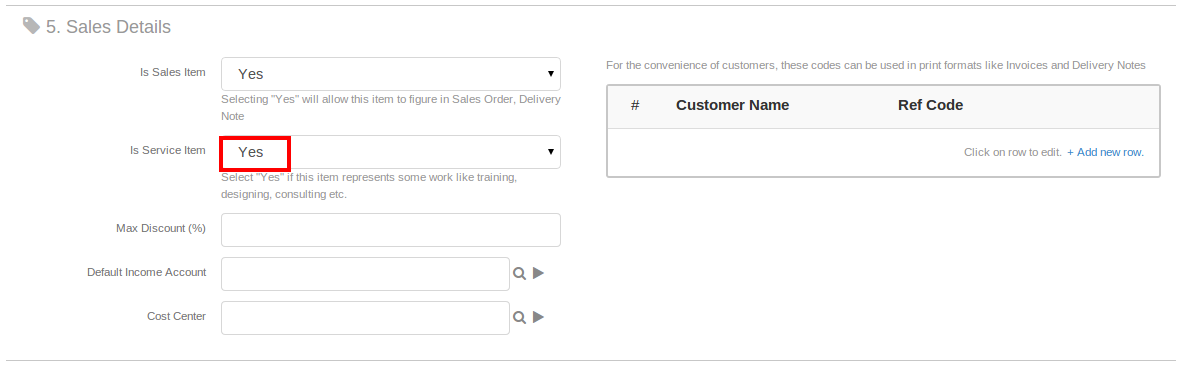 5. Sales Details
Is Sales Item
Yes
Selecting "Yes" will allow this item to figure in Sales Order, Delivery
Note
Is Service Item
Yes
Select "Yes" if this item represents some work like training,
designing, consulting etc.
Max Discount (%)
Default Income Account
Cost Center
For the convenience of customers, these codes can be used in print formats like Invoices and Delivery Notes
# Customer Name Ref Code
Click on row to edit. + Add new row.